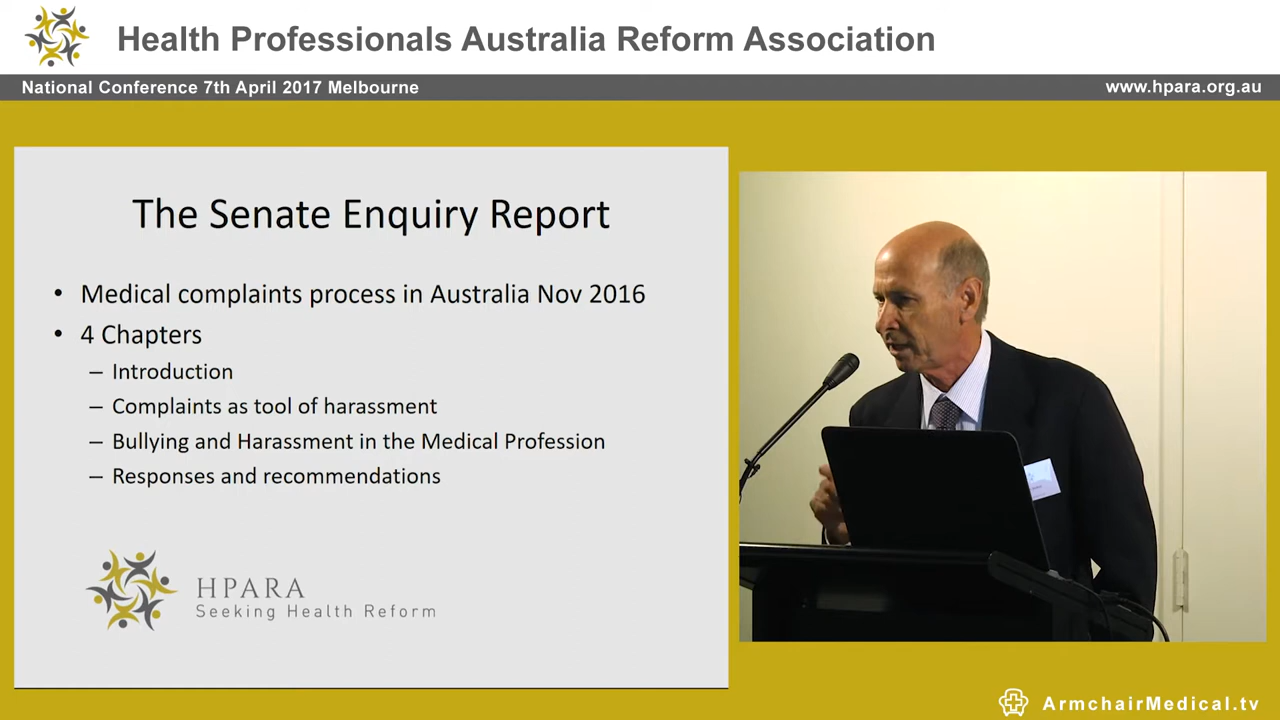 Health Professionals Australia Reform Association
National Conference 7th April 2017 Melbourne
www.hpara.org.au
The Senate Enquiry Report
• Medical complaints process in Australia Nov 2016
• 4 Chapters
– Introduction
– Complaints as tool of harassment
– Bullying and Harassment in the Medical Profession
– Responses and recommendations
HPARA
Seeking Health Reform
ArmchairMedical.tv